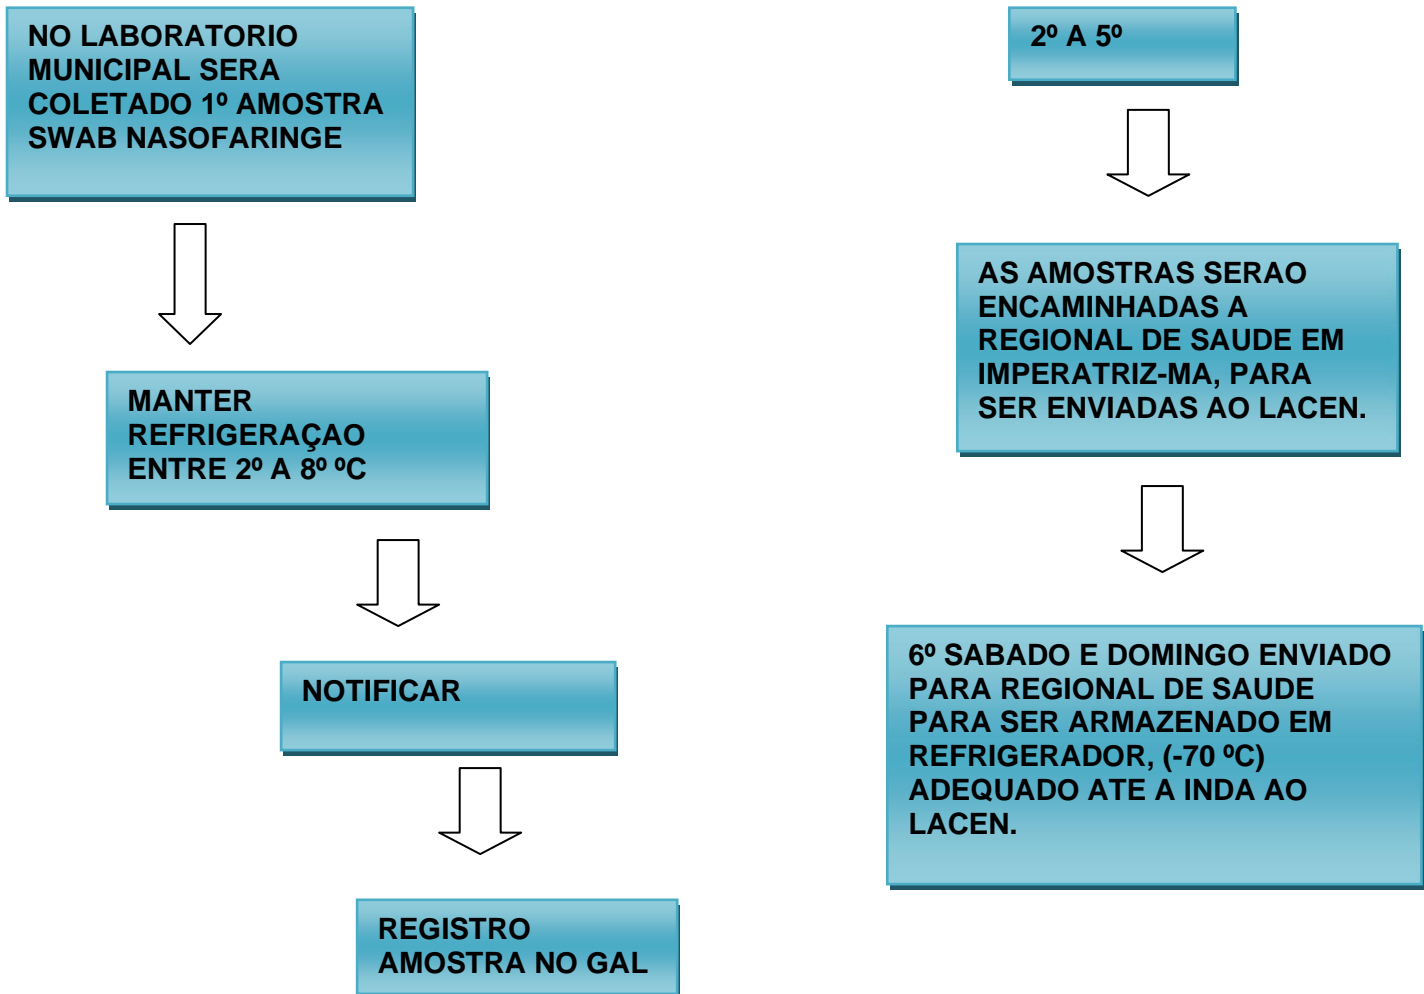 NO LABORATORIO
MUNICIPAL SERA
COLETADO 1º AMOSTRA
SWAB NASOFARINGE
MANTER
REFRIGERAÇAO
ENTRE 2º A 8º ºC
NOTIFICAR
REGISTRO
AMOSTRA NO GAL
2º A 5º
AS AMOSTRAS SERAO
ENCAMINHADAS A
REGIONAL DE SAUDE EM
IMPERATRIZ-MA, PARA
SER ENVIADAS AO LACEN.
6º SABADO E DOMINGO ENVIADO
PARA REGIONAL DE SAUDE
PARA SER ARMAZENADO EM
REFRIGERADOR, (-70 ºC)
ADEQUADO ATE A INDA AO
LACEN.